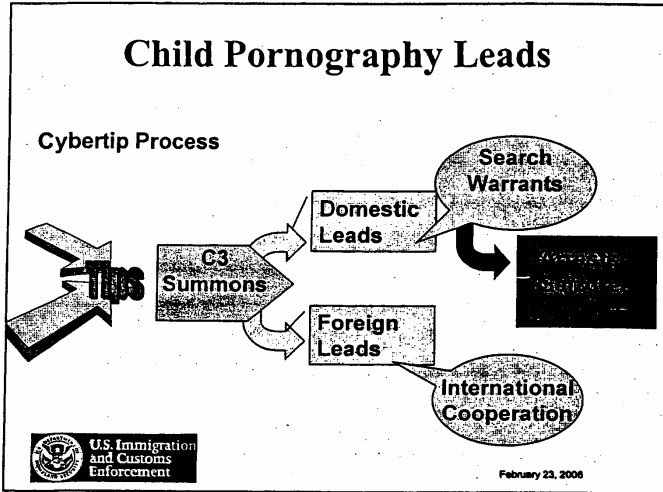 Child Pornography Leads
Cybertip Process
Tips
C3
Summons
Domestic
Leads
Search
Warrants
Foreign
Leads
International
Cooperation
U.S. Immigration
and Customs
Enforcement
February 23, 2006